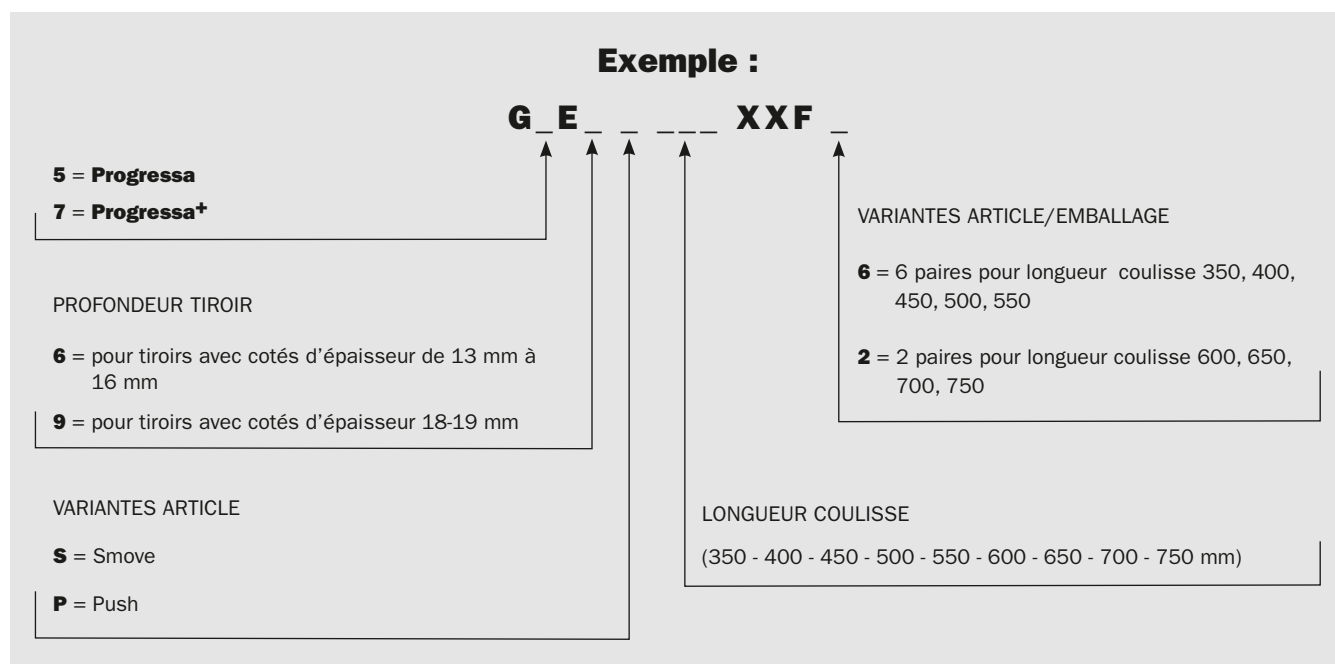 Exemple :
G_E_ _ ___ XXF _
5 = Progressa
7 = Progressa+
PROFONDEUR TIROIR
6 = pour tiroirs avec cotés d'épaisseur de 13 mm à
16 mm
9 = pour tiroirs avec cotés d'épaisseur 18-19 mm
VARIANTES ARTICLE
S = Smove
P = Push
VARIANTES ARTICLE/EMBALLAGE
6 = 6 paires pour longueur coulisse 350, 400,
450, 500, 550
2 = 2 paires pour longueur coulisse 600, 650,
700, 750
LONGUEUR COULISSE
(350 - 400 - 450 - 500 - 550 - 600 - 650 - 700 - 750 mm)